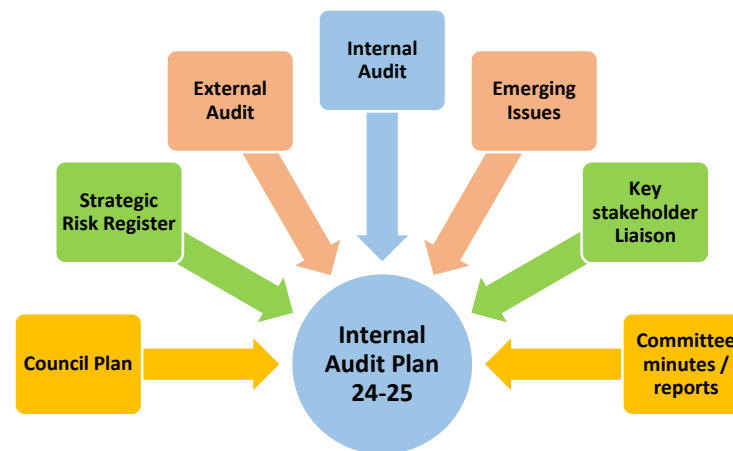 Internal
Audit
External
Audit
Emerging
Issues
Strategic
Risk Register
Key
stakeholder
Liaison
Council Plan
Internal
Audit Plan
24-25
Committee
minutes /
reports